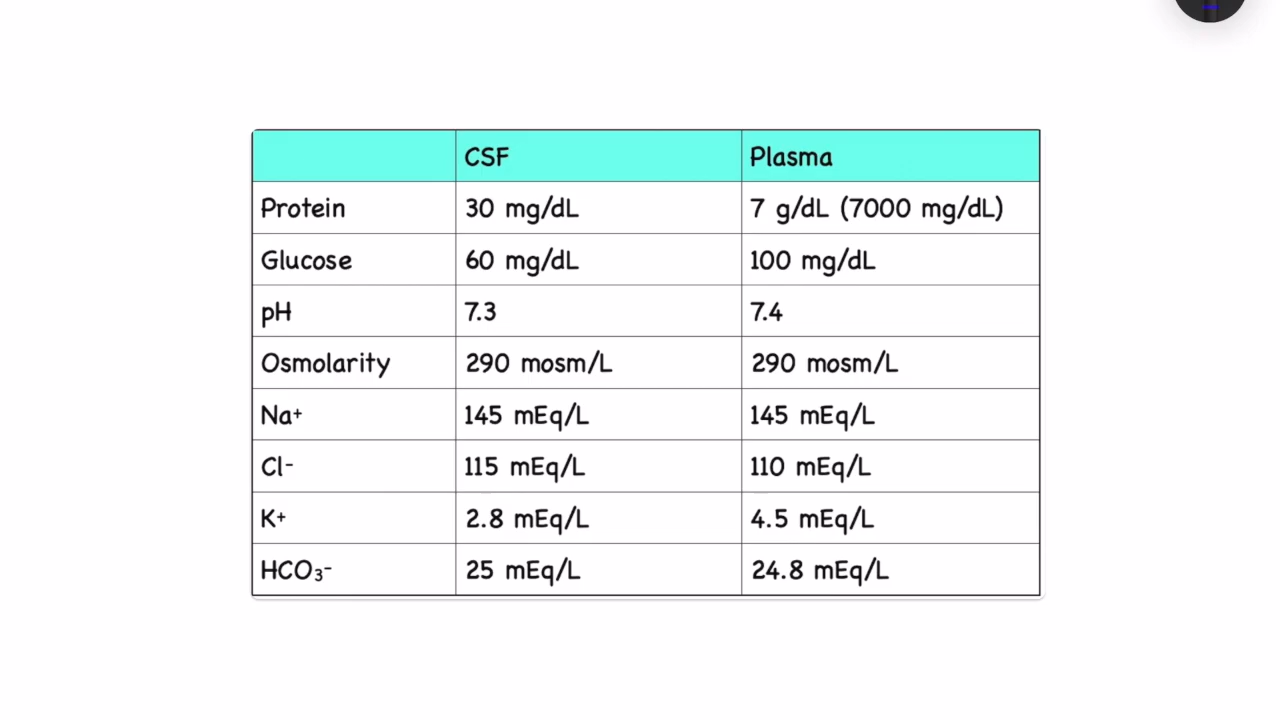 CSF Plasma
Protein 30 mg/dL 7 g/dL (7000 mg/dL)
Glucose 60 mg/dL 100 mg/dL
pH 7.3 7.4
Osmolarity 290 mosm/L 290 mosm/L
Na⁺ 145 mEq/L 145 mEq/L
Cl⁻ 115 mEq/L 110 mEq/L
K⁺ 2.8 mEq/L 4.5 mEq/L
HCO₃⁻ 25 mEq/L 24.8 mEq/L